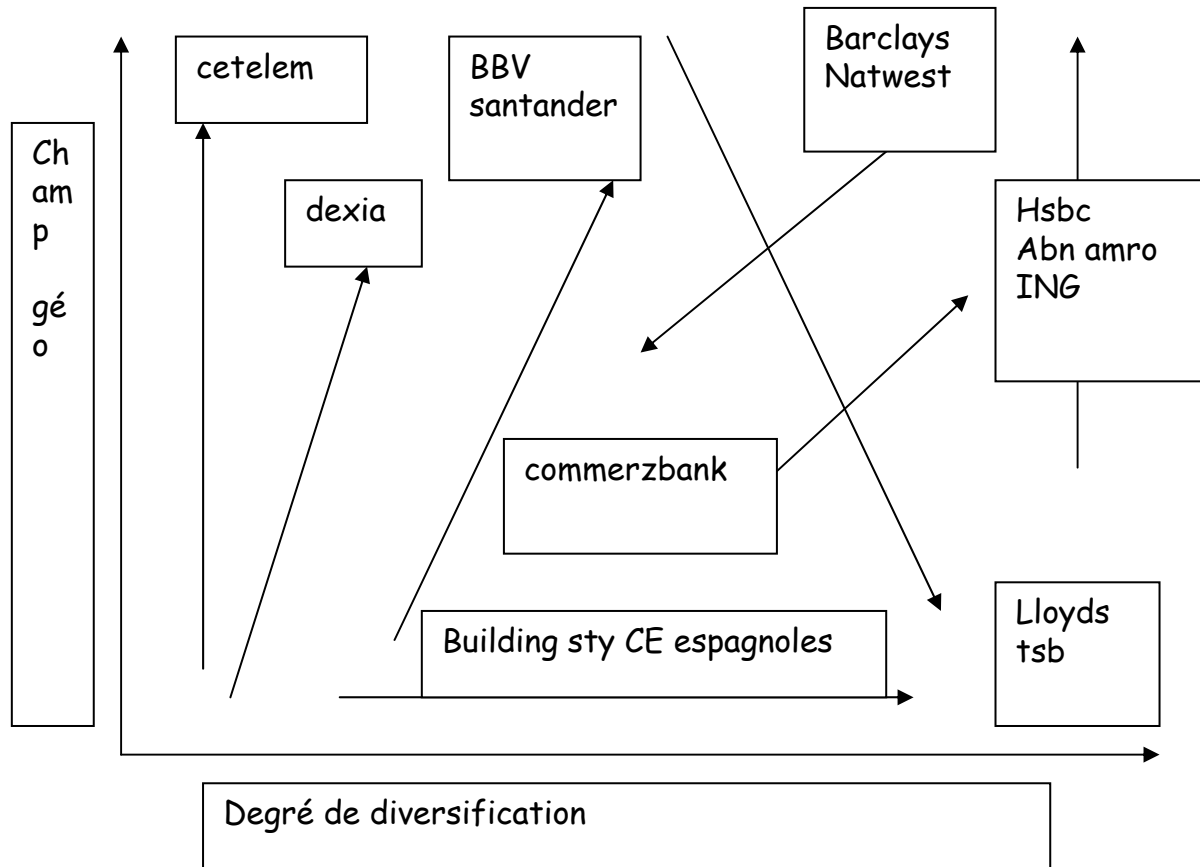 Barclays
Natwest
cetelem
BBV
santander
Ch
am
p
gé
o
dexia
Hsbc
Abn amro
ING
commerzbank
Lloyds
tsb
Building sty CE espagnoles
Degré de diversification